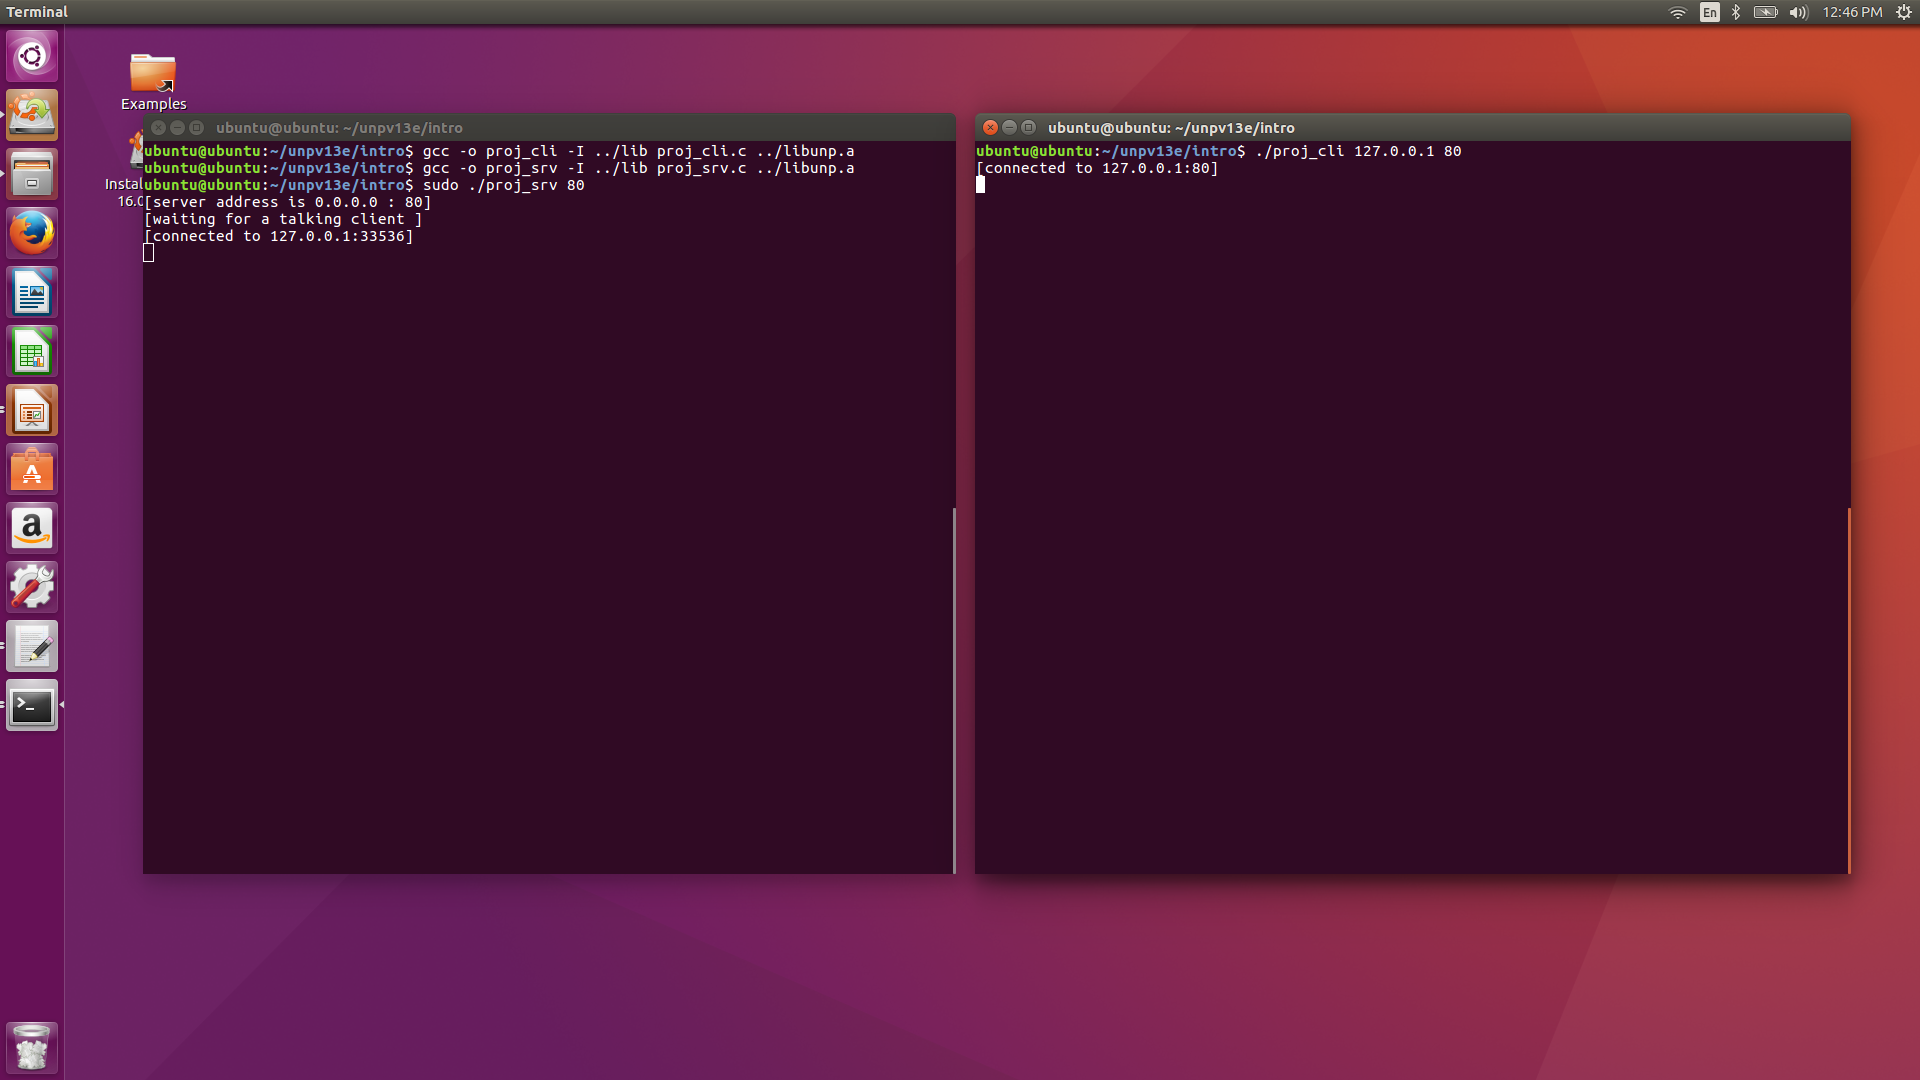 Terminal
En
12:46 PM
Examples
Instal
16.0
ubuntu@ubuntu: ~/unpv13e/intro
ubuntu@ubuntu:~/unpv13e/intro$ gcc -o proj_cli -I ../lib proj_cli.c ../libunp.a
ubuntu@ubuntu:~/unpv13e/intro$ gcc -o proj_srv -I ../lib proj_srv.c ../libunp.a
ubuntu@ubuntu:~/unpv13e/intro$ sudo ./proj_srv 80
[server address is 0.0.0.0 : 80]
[waiting for a talking client ]
[connected to 127.0.0.1:33536]
ubuntu@ubuntu: ~/unpv13e/intro
ubuntu@ubuntu:~/unpv13e/intro$ ./proj_cli 127.0.0.1 80
[connected to 127.0.0.1:80]